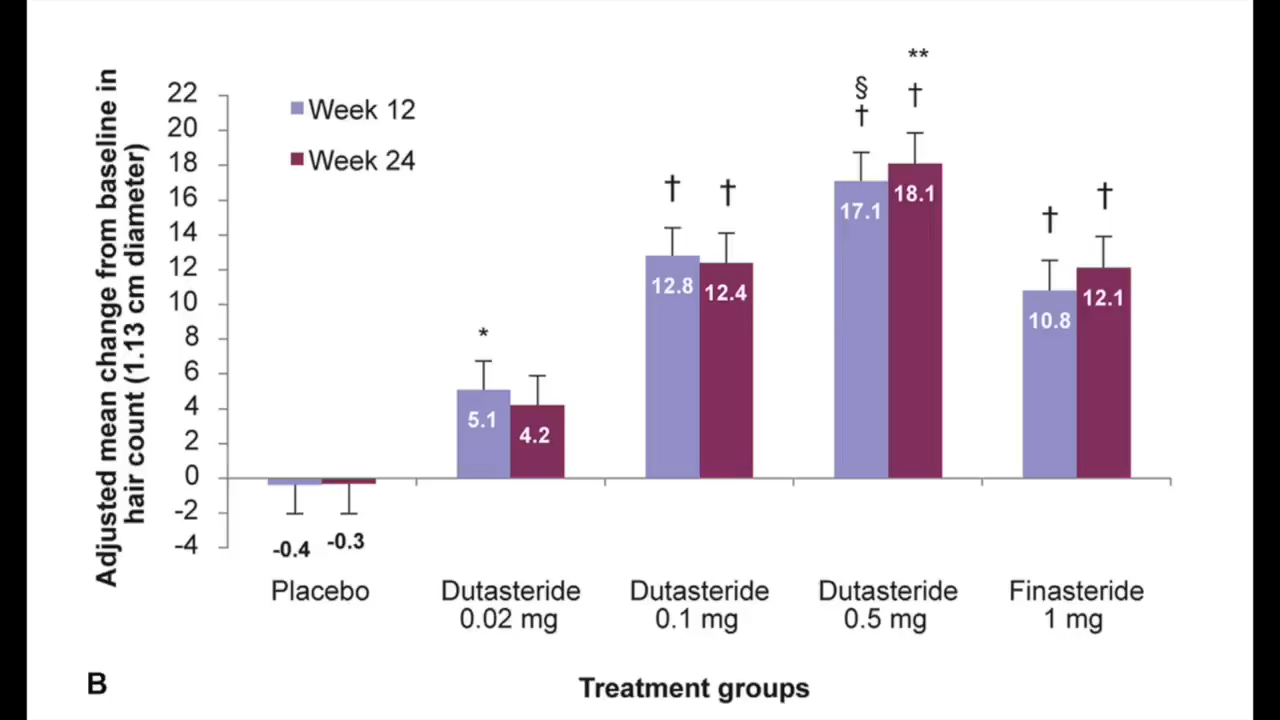 Adjusted mean change from baseline in
hair count (1.13 cm diameter)
22
20
18
16
14
12
10
8
6
4
2
0
-2
-4
Week 12
Week 24
-0.4
-0.3
*
5.1
4.2
†
12.8
†
12.4
§
†
17.1
**
†
18.1
†
10.8
†
12.1
Placebo
Dutasteride
0.02 mg
Dutasteride
0.1 mg
Dutasteride
0.5 mg
Finasteride
1 mg
B
Treatment groups